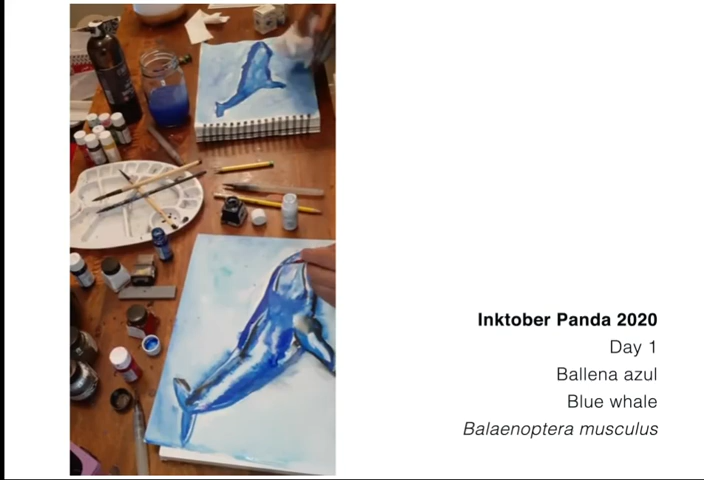 Inktober Panda 2020
Day 1
Ballena azul
Blue whale
Balaenoptera musculus